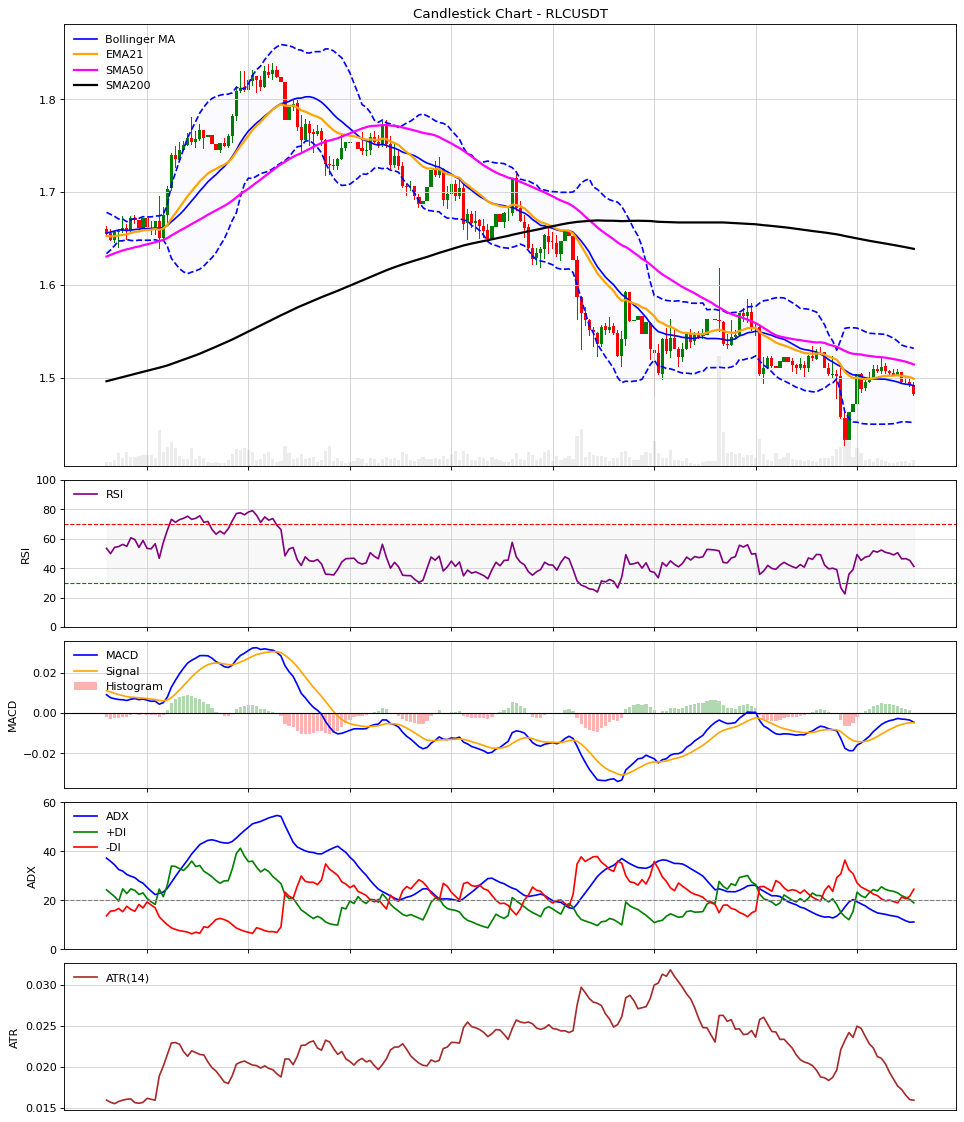 Candlestick Chart - RLCUSDT
Bollinger MA
EMA21
SMA50
SMA200
1.8
1.7
1.6
1.5
RSI
100
80
60
40
20
0
RSI
MACD
Signal
Histogram
0.02
0.00
−0.02
MACD
ADX
+DI
-DI
60
40
20
0
ADX
ATR(14)
0.030
0.025
0.020
0.015
ATR